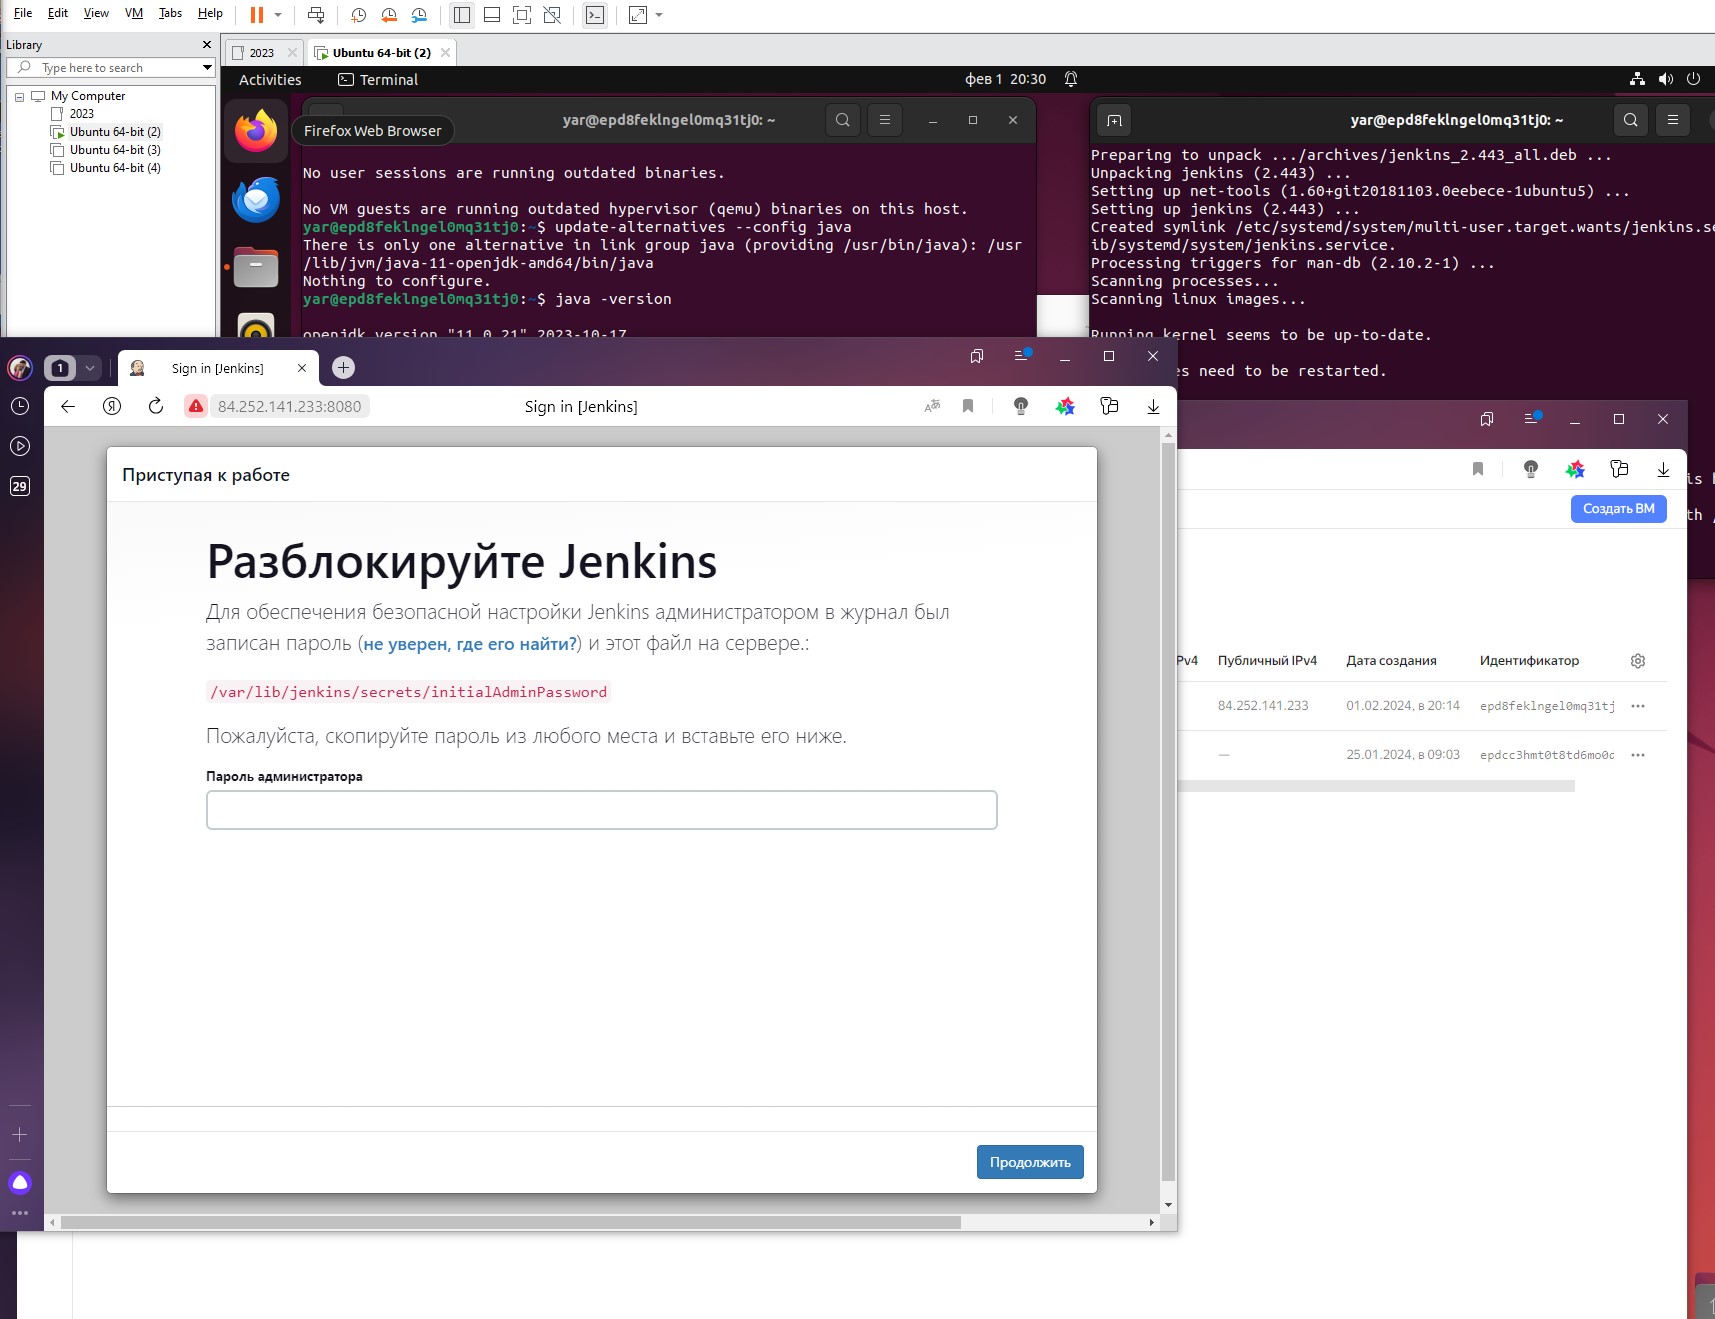 File Edit View VM Tabs Help
Library
Type here to search
My Computer
2023
Ubuntu 64-bit (2)
Ubuntu 64-bit (3)
Ubuntu 64-bit (4)
2023
Ubuntu 64-bit (2)
Activities
Terminal
фев 1 20:30
Firefox Web Browser
yar@epd8feklngel0mq31tj0: ~
No user sessions are running outdated binaries.
No VM guests are running outdated hypervisor (qemu) binaries on this host.
yar@epd8feklngel0mq31tj0:~$ update-alternatives --config java
There is only one alternative in link group java (providing /usr/bin/java): /usr
/lib/jvm/java-11-openjdk-amd64/bin/java
Nothing to configure.
yar@epd8feklngel0mq31tj0:~$ java -version
openjdk version "11.0.21" 2023-10-17
yar@epd8feklngel0mq31tj0: ~
Preparing to unpack .../archives/jenkins_2.443_all.deb ...
Unpacking jenkins (2.443) ...
Setting up net-tools (1.60+git20181103.0eebece-1ubuntu5) ...
Setting up jenkins (2.443) ...
Created symlink /etc/systemd/system/multi-user.target.wants/jenkins.se
ib/systemd/system/jenkins.service.
Processing triggers for man-db (2.10.2-1) ...
Scanning processes...
Scanning linux images...
Running kernel seems to be up-to-date.
es need to be restarted.
1
Sign in [Jenkins]
84.252.141.233:8080
Sign in [Jenkins]
29
Приступая к работе
Разблокируйте Jenkins
Для обеспечения безопасной настройки Jenkins администратором в журнал был
записан пароль (не уверен, где его найти?) и этот файл на сервере.:
/var/lib/jenkins/secrets/initialAdminPassword
Пожалуйста, скопируйте пароль из любого места и вставьте его ниже.
Пароль администратора
Продолжить
Создать ВМ
Pv4 Публичный IPv4 Дата создания Идентификатор
84.252.141.233 01.02.2024, в 20:14 epd8feklngel0mq31tj
— 25.01.2024, в 09:03 epdcc3hmt0t8td6mo0c